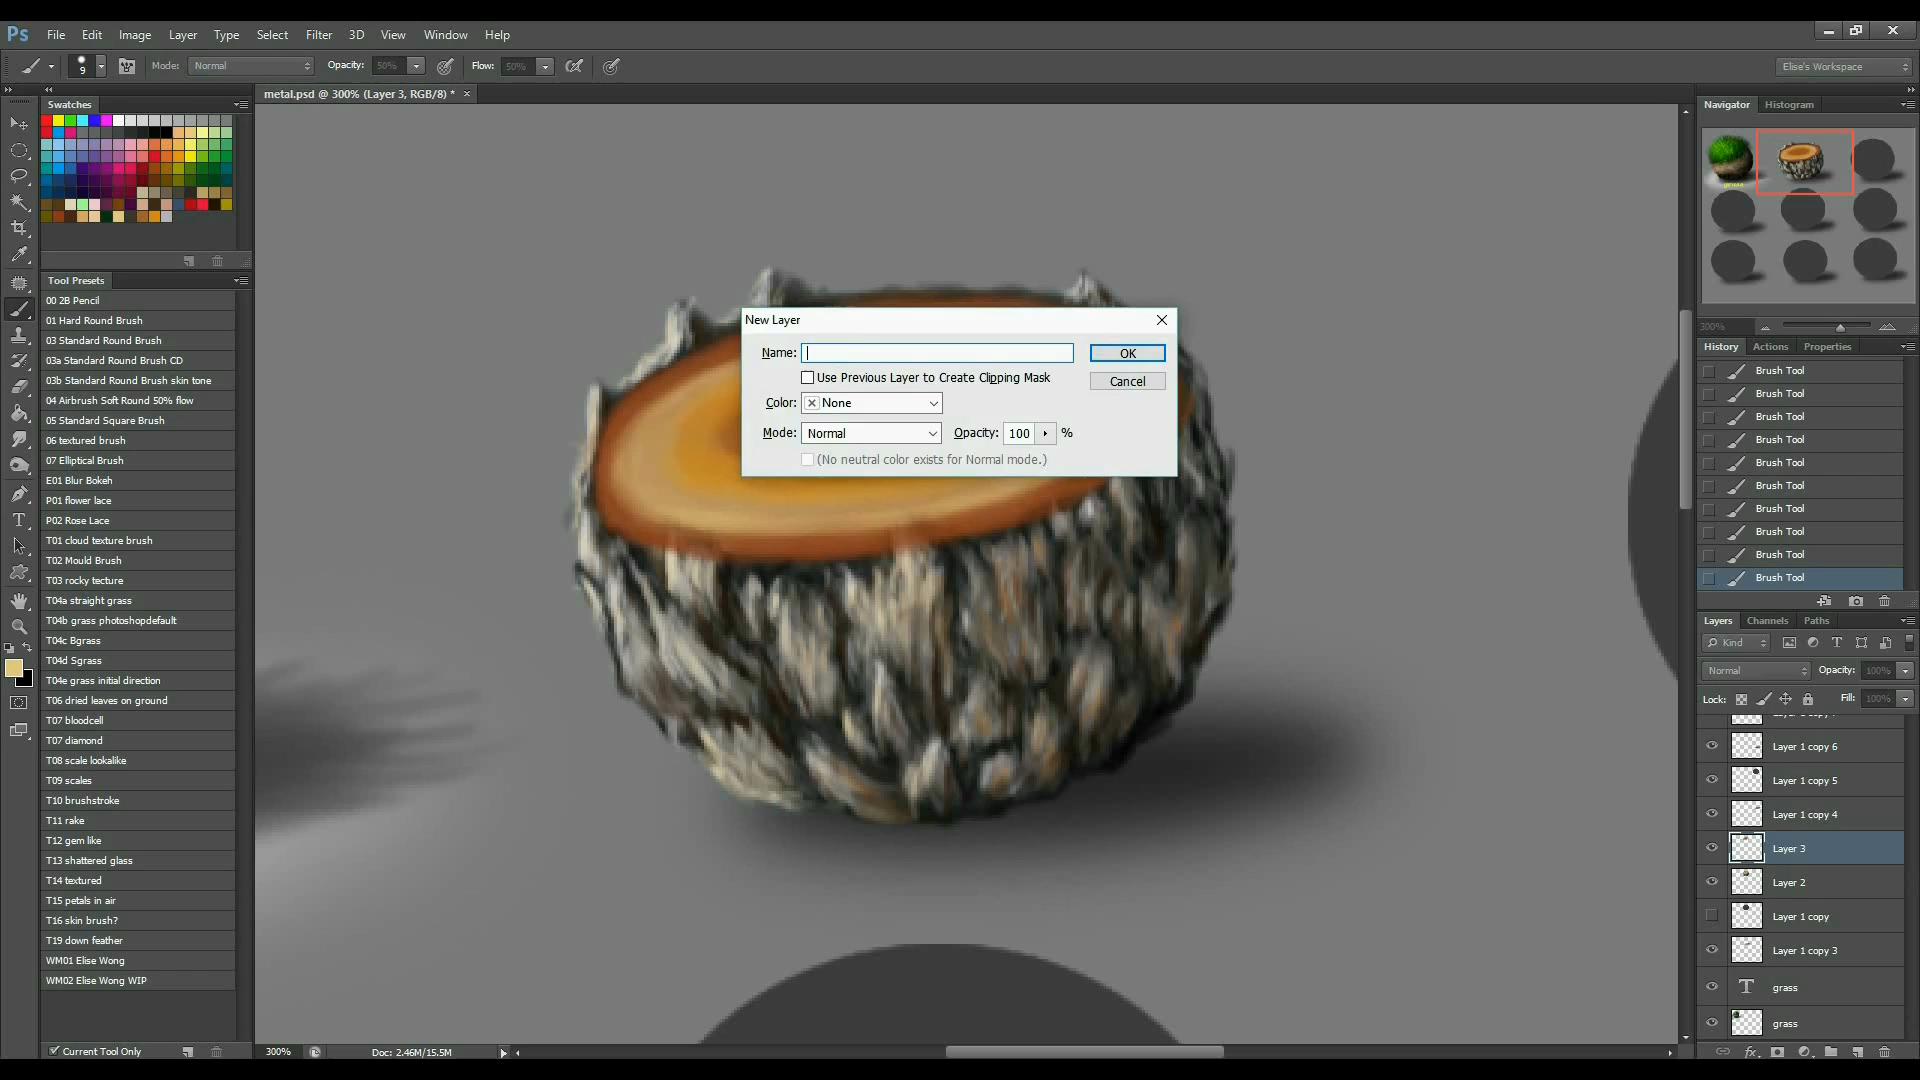 Ps File Edit Image Layer Type Select Filter 3D View Window Help
9 Mode: Normal Opacity: 50% Flow: 50% Elise's Workspace
metal.psd @ 300% (Layer 3, RGB/8) * ×
Swatches
Tool Presets
00 2B Pencil
01 Hard Round Brush
03 Standard Round Brush
03a Standard Round Brush CD
03b Standard Round Brush skin tone
04 Airbrush Soft Round 50% flow
05 Standard Square Brush
06 textured brush
07 Elliptical Brush
E01 Blur Bokeh
P01 flower lace
P02 Rose Lace
T01 cloud texture brush
T02 Mould Brush
T03 rocky tecture
T04a straight grass
T04b grass photoshopdefault
T04c Bgrass
T04d Sgrass
T04e grass initial direction
T06 dried leaves on ground
T07 bloodcell
T07 diamond
T08 scale lookalike
T09 scales
T10 brushstroke
T11 rake
T12 gem like
T13 shattered glass
T14 textured
T15 petals in air
T16 skin brush?
T19 down feather
WM01 Elise Wong
WM02 Elise Wong WIP
Current Tool Only
New Layer
Name:
OK
Use Previous Layer to Create Clipping Mask
Cancel
Color: None
Mode: Normal Opacity: 100 %
(No neutral color exists for Normal mode.)
300% Doc: 2.46M/15.5M
Navigator Histogram
grass
300%
History Actions Properties
Brush Tool
Brush Tool
Brush Tool
Brush Tool
Brush Tool
Brush Tool
Brush Tool
Brush Tool
Brush Tool
Brush Tool
Layers Channels Paths
Kind T
Normal Opacity: 100%
Lock: Fill: 100%
Layer 1 copy 6
Layer 1 copy 5
Layer 1 copy 4
Layer 3
Layer 2
Layer 1 copy
Layer 1 copy 3
T grass
grass
fx